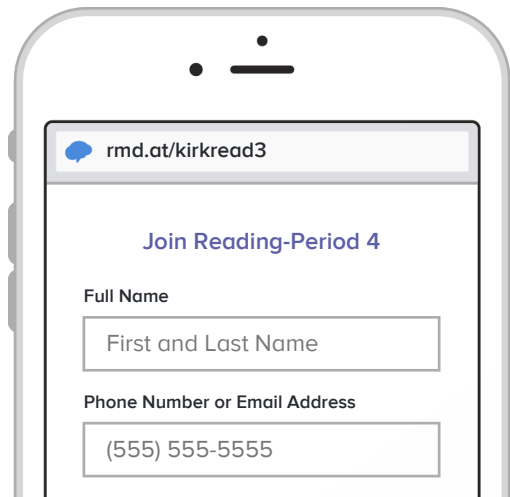 rmd.at/kirkread3
Join Reading-Period 4
Full Name
First and Last Name
Phone Number or Email Address
(555) 555-5555